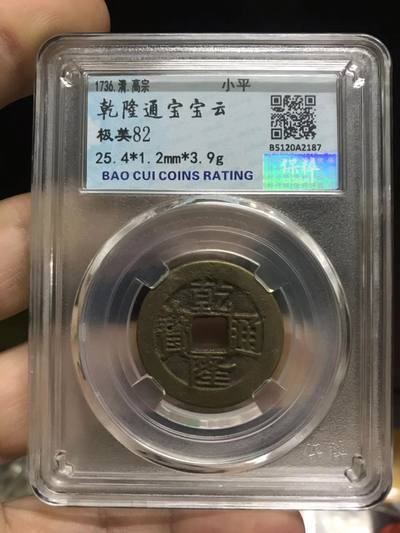 1736.清.高宗 小平
乾隆通宝宝云
极美82
25.4*1.2mm*3.9g
B5120A2187
保粹
BAO CUI COINS RATING
乾隆通寶